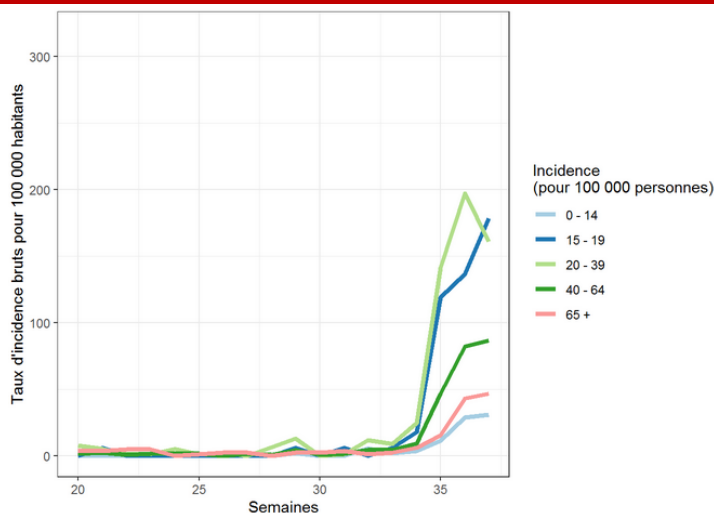 Taux d'incidence bruts pour 100 000 habitants
300
200
100
0
20
25
30
35
Semaines
Incidence
(pour 100 000 personnes)
0 - 14
15 - 19
20 - 39
40 - 64
65 +